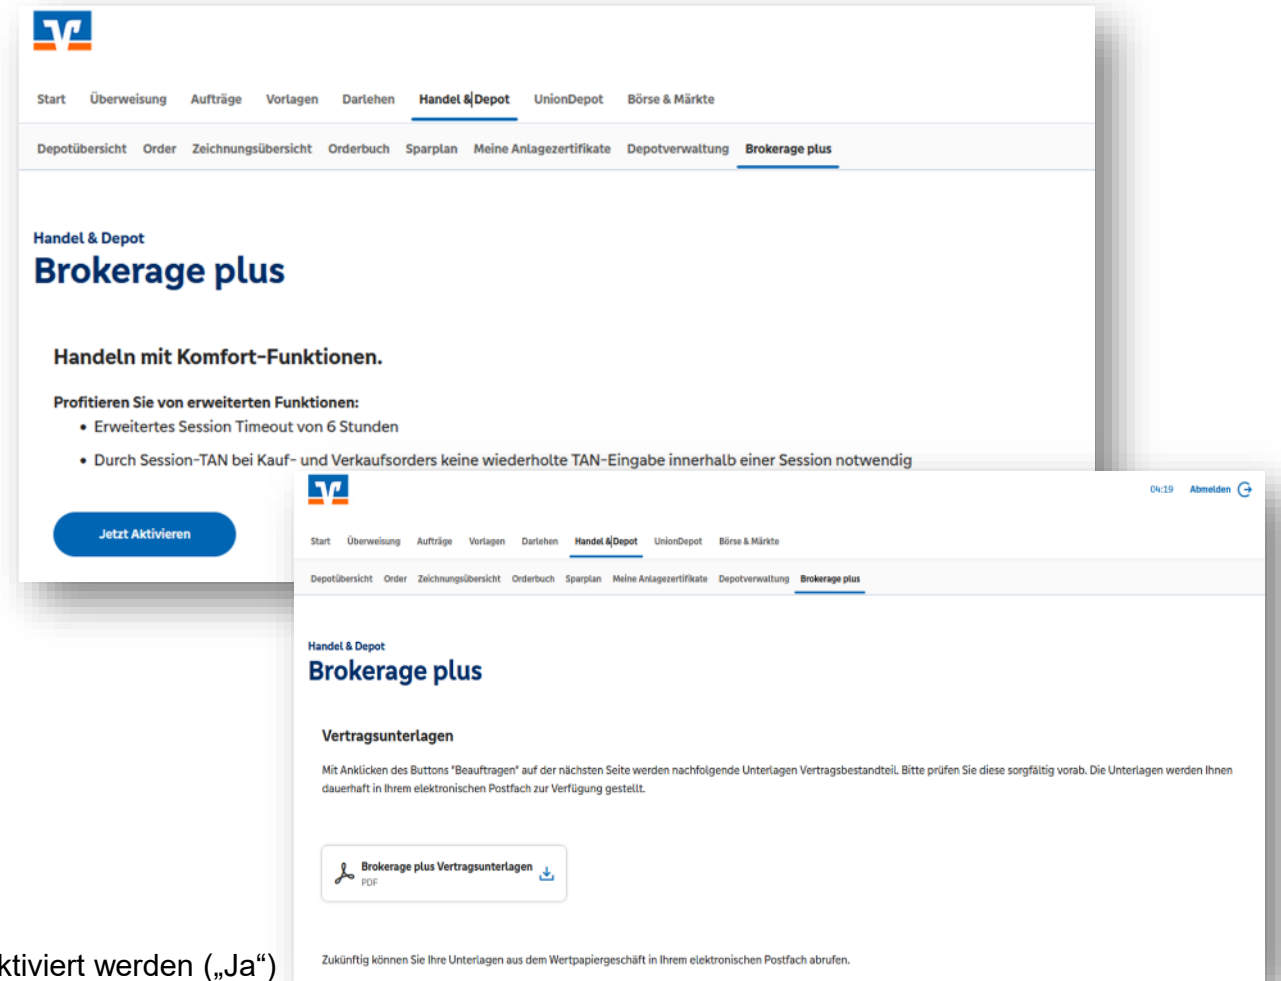 Start Überweisung Aufträge Vorlagen Darlehen Handel & Depot UnionDepot Börse & Märkte
Depotübersicht Order Zeichnungsübersicht Orderbuch Sparplan Meine Anlagezertifikate Depotverwaltung Brokerage plus
Handel & Depot
Brokerage plus
Handeln mit Komfort-Funktionen.
Profitieren Sie von erweiterten Funktionen:
• Erweitertes Session Timeout von 6 Stunden
• Durch Session-TAN bei Kauf- und Verkaufsorders keine wiederholte TAN-Eingabe innerhalb einer Session notwendig
Jetzt Aktivieren
04:19 Abmelden
Start Überweisung Aufträge Vorlagen Darlehen Handel & Depot UnionDepot Börse & Märkte
Depotübersicht Order Zeichnungsübersicht Orderbuch Sparplan Meine Anlagezertifikate Depotverwaltung Brokerage plus
Handel & Depot
Brokerage plus
Vertragsunterlagen
Mit Anklicken des Buttons "Beauftragen" auf der nächsten Seite werden nachfolgende Unterlagen Vertragsbestandteil. Bitte prüfen Sie diese sorgfältig vorab. Die Unterlagen werden Ihnen
dauerhaft in Ihrem elektronischen Postfach zur Verfügung gestellt.
Brokerage plus Vertragsunterlagen
PDF
Zukünftig können Sie Ihre Unterlagen aus dem Wertpapiergeschäft in Ihrem elektronischen Postfach abrufen.
ktiviert werden („Ja“)